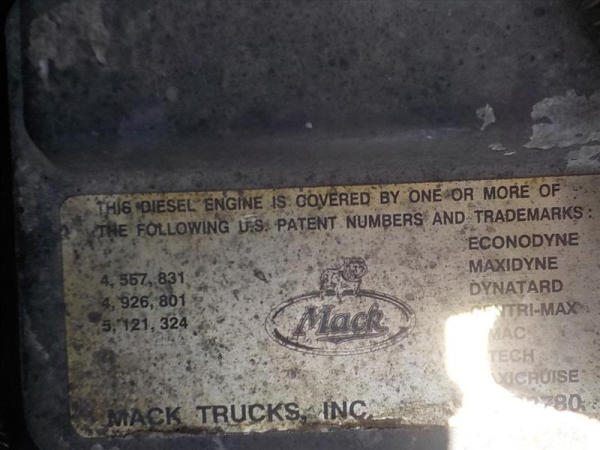 THIS DIESEL ENGINE IS COVERED BY ONE OR MORE OF
THE FOLLOWING U.S. PATENT NUMBERS AND TRADEMARKS:
4,567,831
4,926,801
5,121,324
Mack
ECONODYNE
MAXIDYNE
DYNATARD
MACK TRUCKS, INC.